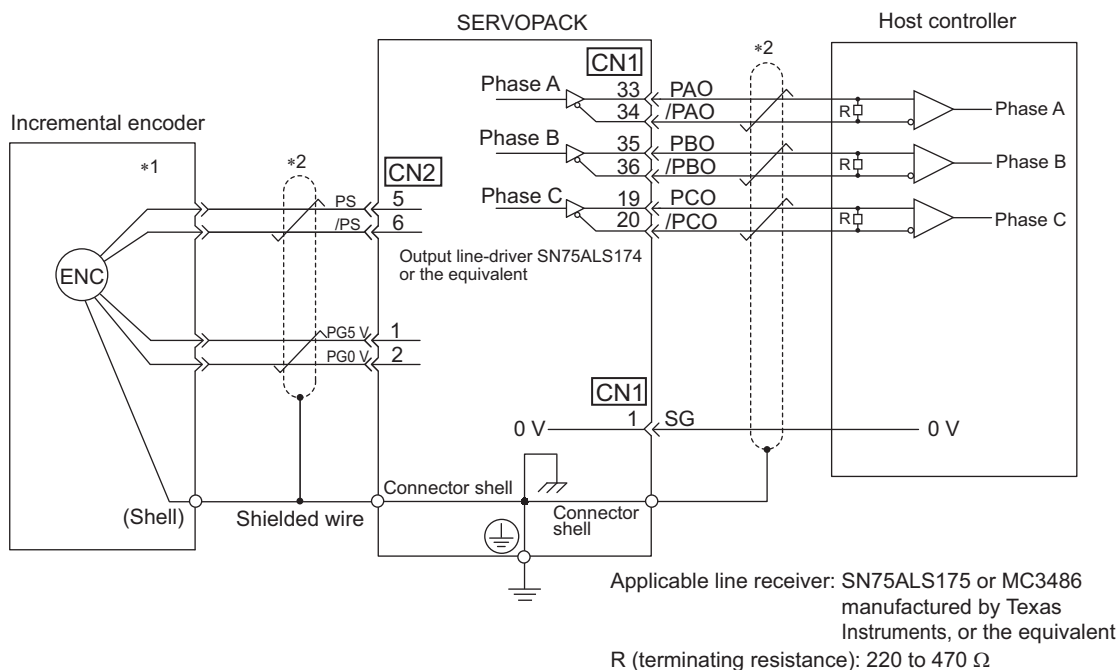 SERVOPACK
Host controller
CN1
*2
Phase A
33 PAO
34 /PAO
R
Phase A
Phase B
35 PBO
36 /PBO
R
Phase B
Phase C
19 PCO
20 /PCO
R
Phase C
Incremental encoder
*1
*2
CN2
PS 5
/PS 6
Output line-driver SN75ALS174
or the equivalent
ENC
PG5 V 1
PG0 V 2
CN1
0 V
1 SG
0 V
(Shell)
Shielded wire
Connector shell
Connector
shell
Applicable line receiver: SN75ALS175 or MC3486
manufactured by Texas
Instruments, or the equivalent
R (terminating resistance): 220 to 470 Ω